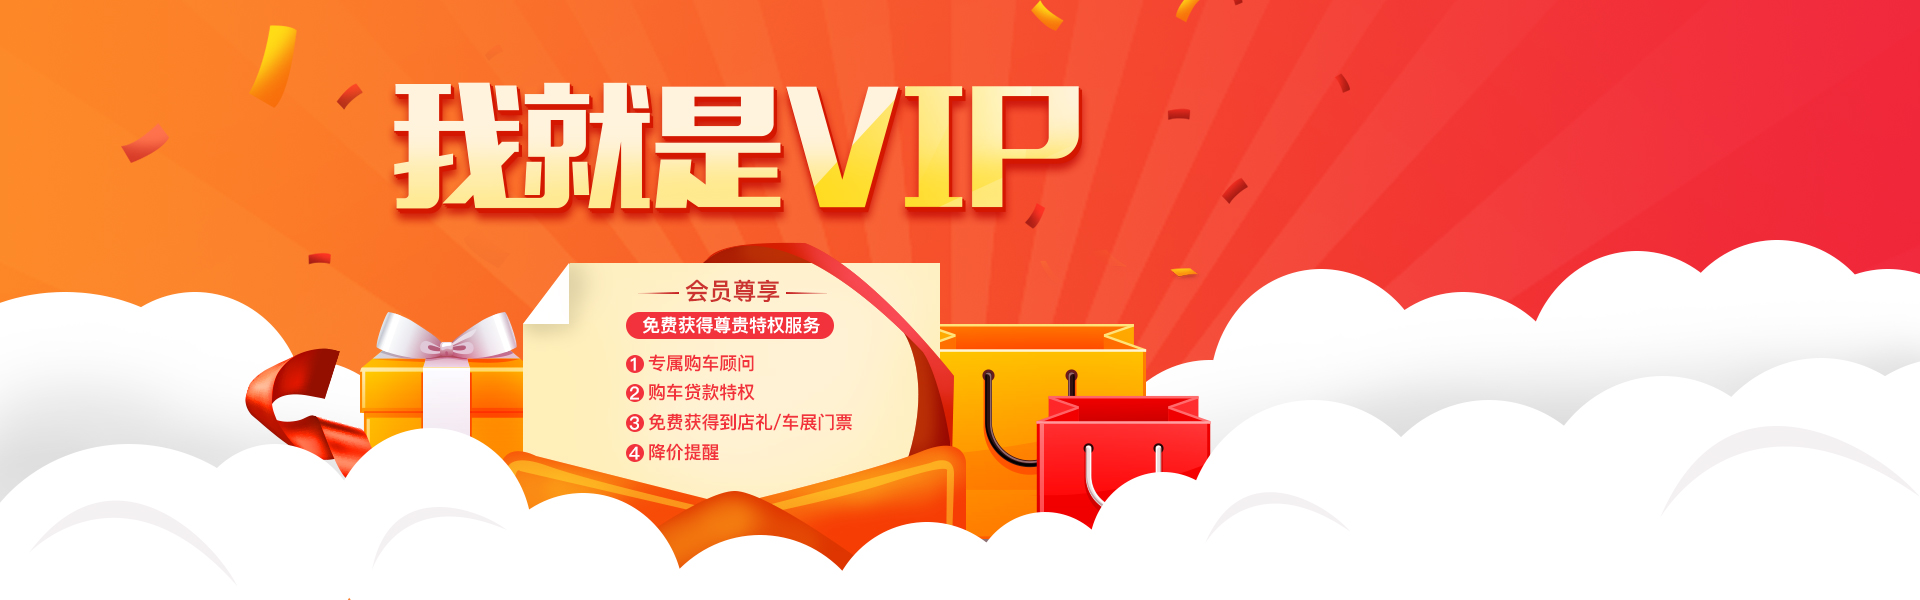 我就是VIP
会员尊享
免费获得尊贵特权服务
1 专属购车顾问
2 购车贷款特权
3 免费获得到店礼/车展门票
4 降价提醒